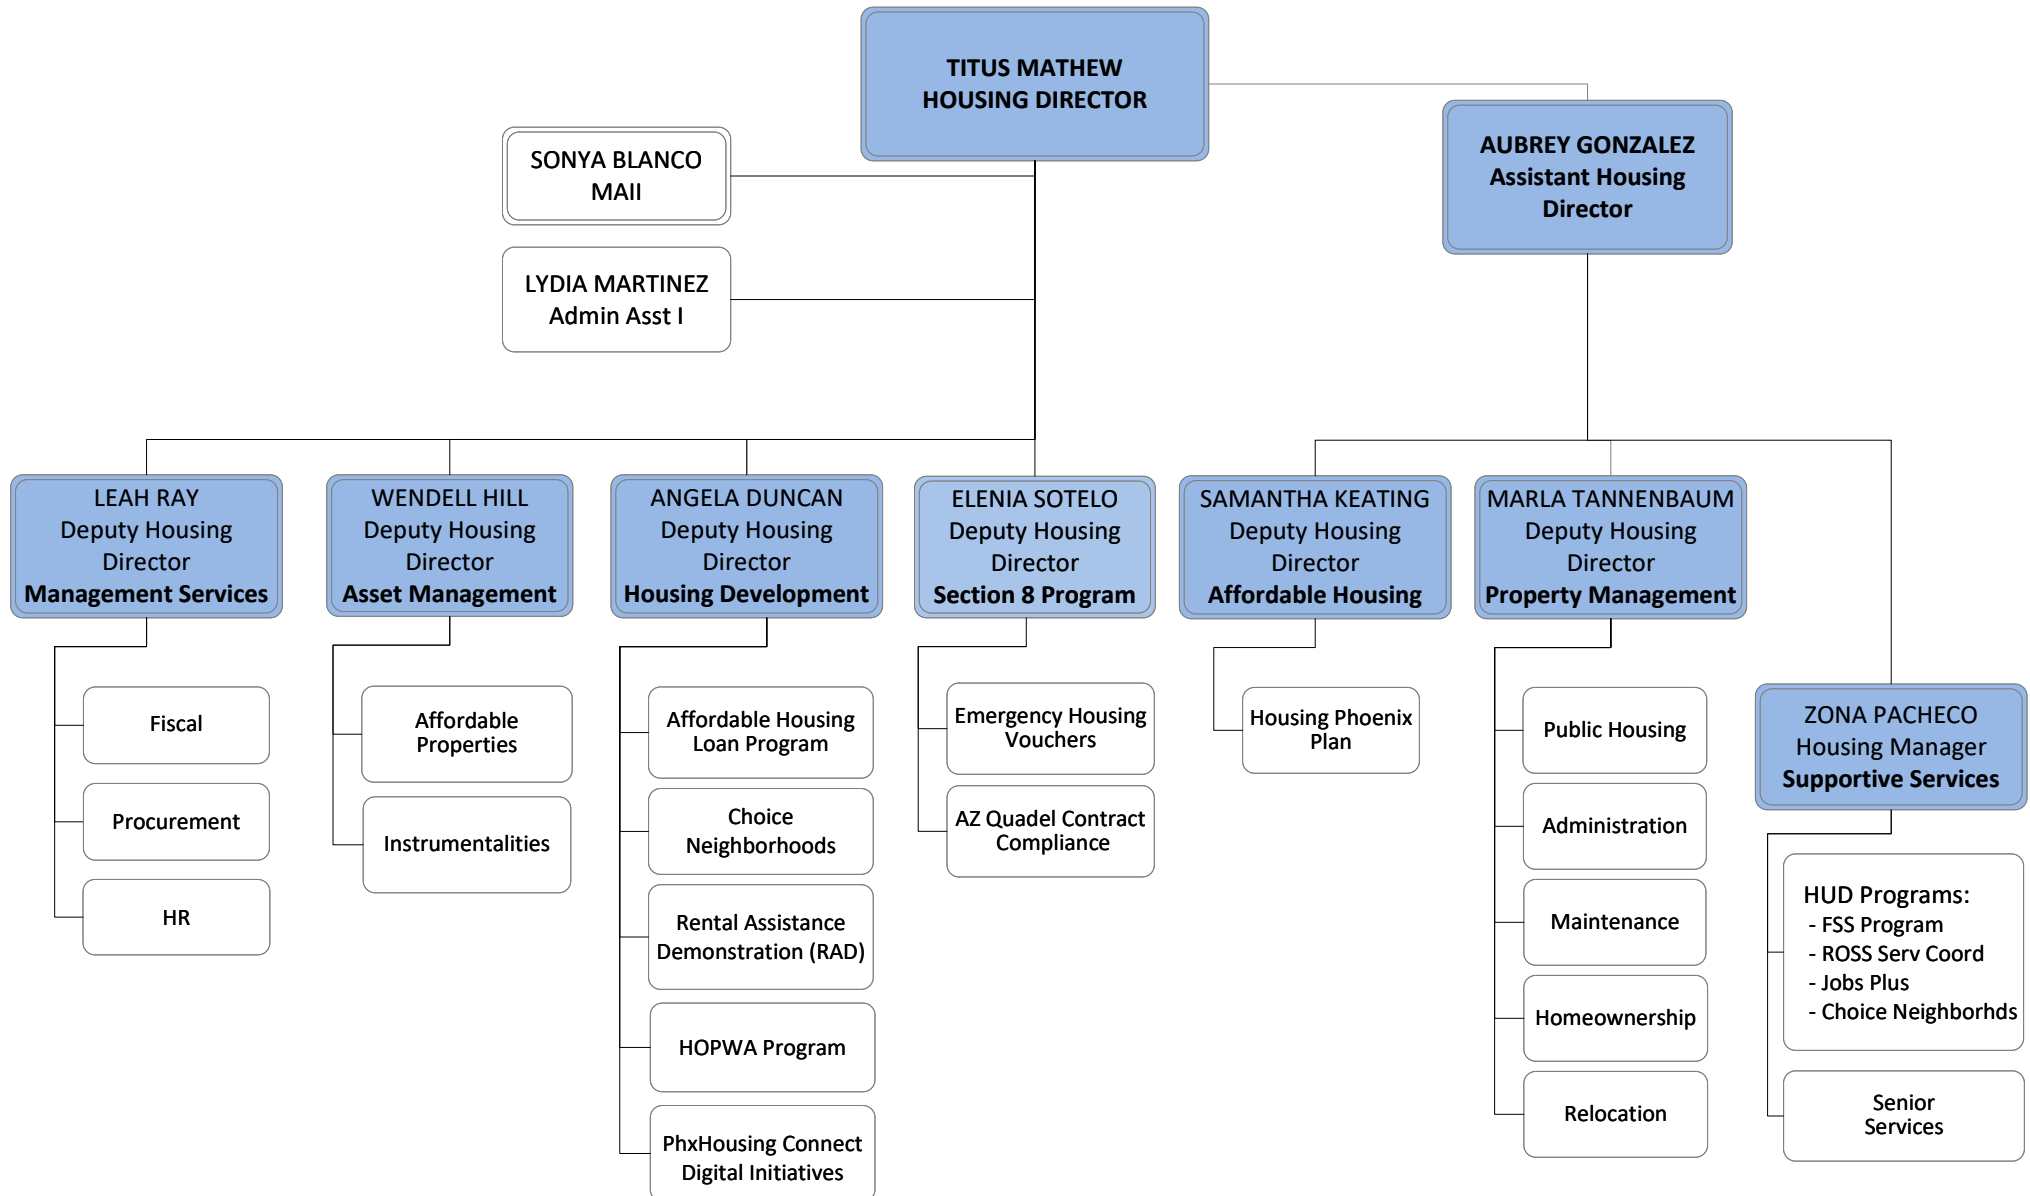 TITUS MATHEW
HOUSING DIRECTOR
AUBREY GONZALEZ
Assistant Housing
Director
SONYA BLANCO
MAII
LYDIA MARTINEZ
Admin Asst I
LEAH RAY
Deputy Housing
Director
Management Services
Fiscal
Procurement
HR
WENDELL HILL
Deputy Housing
Director
Asset Management
Affordable
Properties
Instrumentalities
ANGELA DUNCAN
Deputy Housing
Director
Housing Development
Affordable Housing
Loan Program
Choice
Neighborhoods
Rental Assistance
Demonstration (RAD)
HOPWA Program
PhxHousing Connect
Digital Initiatives
ELENIA SOTELO
Deputy Housing
Director
Section 8 Program
Emergency Housing
Vouchers
AZ Quadel Contract
Compliance
SAMANTHA KEATING
Deputy Housing
Director
Affordable Housing
Housing Phoenix
Plan
MARLA TANNENBAUM
Deputy Housing
Director
Property Management
Public Housing
Administration
Maintenance
Homeownership
Relocation
ZONA PACHECO
Housing Manager
Supportive Services
HUD Programs:
- FSS Program
- ROSS Serv Coord
- Jobs Plus
- Choice Neighborhds
Senior
Services